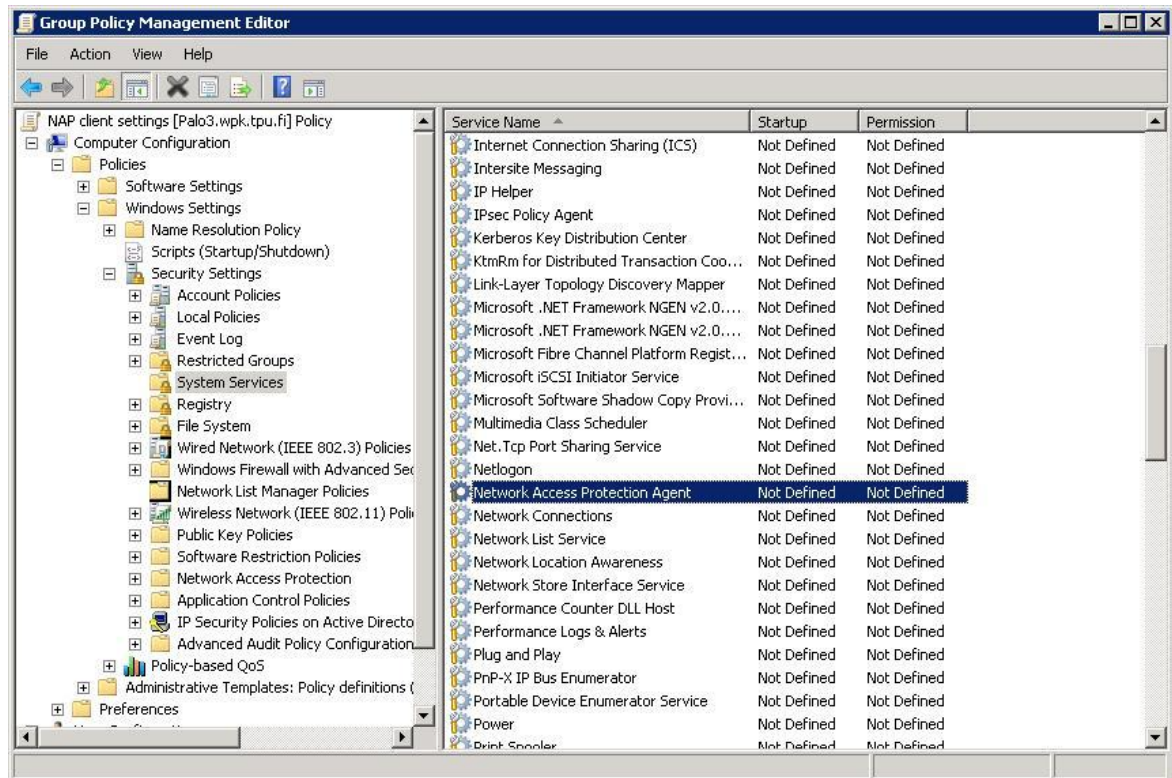 Group Policy Management Editor
File Action View Help
NAP client settings [Palo3.wpk.tpu.fi] Policy
Computer Configuration
Policies
Software Settings
Windows Settings
Name Resolution Policy
Scripts (Startup/Shutdown)
Security Settings
Account Policies
Local Policies
Event Log
Restricted Groups
System Services
Registry
File System
Wired Network (IEEE 802.3) Policies
Windows Firewall with Advanced Sec
Network List Manager Policies
Wireless Network (IEEE 802.11) Poli
Public Key Policies
Software Restriction Policies
Network Access Protection
Application Control Policies
IP Security Policies on Active Directo
Advanced Audit Policy Configuration
Policy-based QoS
Administrative Templates: Policy definitions (
Preferences
Service Name Startup Permission
Internet Connection Sharing (ICS) Not Defined Not Defined
Intersite Messaging Not Defined Not Defined
IP Helper Not Defined Not Defined
IPsec Policy Agent Not Defined Not Defined
Kerberos Key Distribution Center Not Defined Not Defined
KtmRm for Distributed Transaction Coo... Not Defined Not Defined
Link-Layer Topology Discovery Mapper Not Defined Not Defined
Microsoft .NET Framework NGEN v2.0.... Not Defined Not Defined
Microsoft .NET Framework NGEN v2.0.... Not Defined Not Defined
Microsoft Fibre Channel Platform Regist... Not Defined Not Defined
Microsoft iSCSI Initiator Service Not Defined Not Defined
Microsoft Software Shadow Copy Provi... Not Defined Not Defined
Multimedia Class Scheduler Not Defined Not Defined
Net.Tcp Port Sharing Service Not Defined Not Defined
Netlogon Not Defined Not Defined
Network Access Protection Agent Not Defined Not Defined
Network Connections Not Defined Not Defined
Network List Service Not Defined Not Defined
Network Location Awareness Not Defined Not Defined
Network Store Interface Service Not Defined Not Defined
Performance Counter DLL Host Not Defined Not Defined
Performance Logs & Alerts Not Defined Not Defined
Plug and Play Not Defined Not Defined
PnP-X IP Bus Enumerator Not Defined Not Defined
Portable Device Enumerator Service Not Defined Not Defined
Power Not Defined Not Defined
Print Spooler Not Defined Not Defined